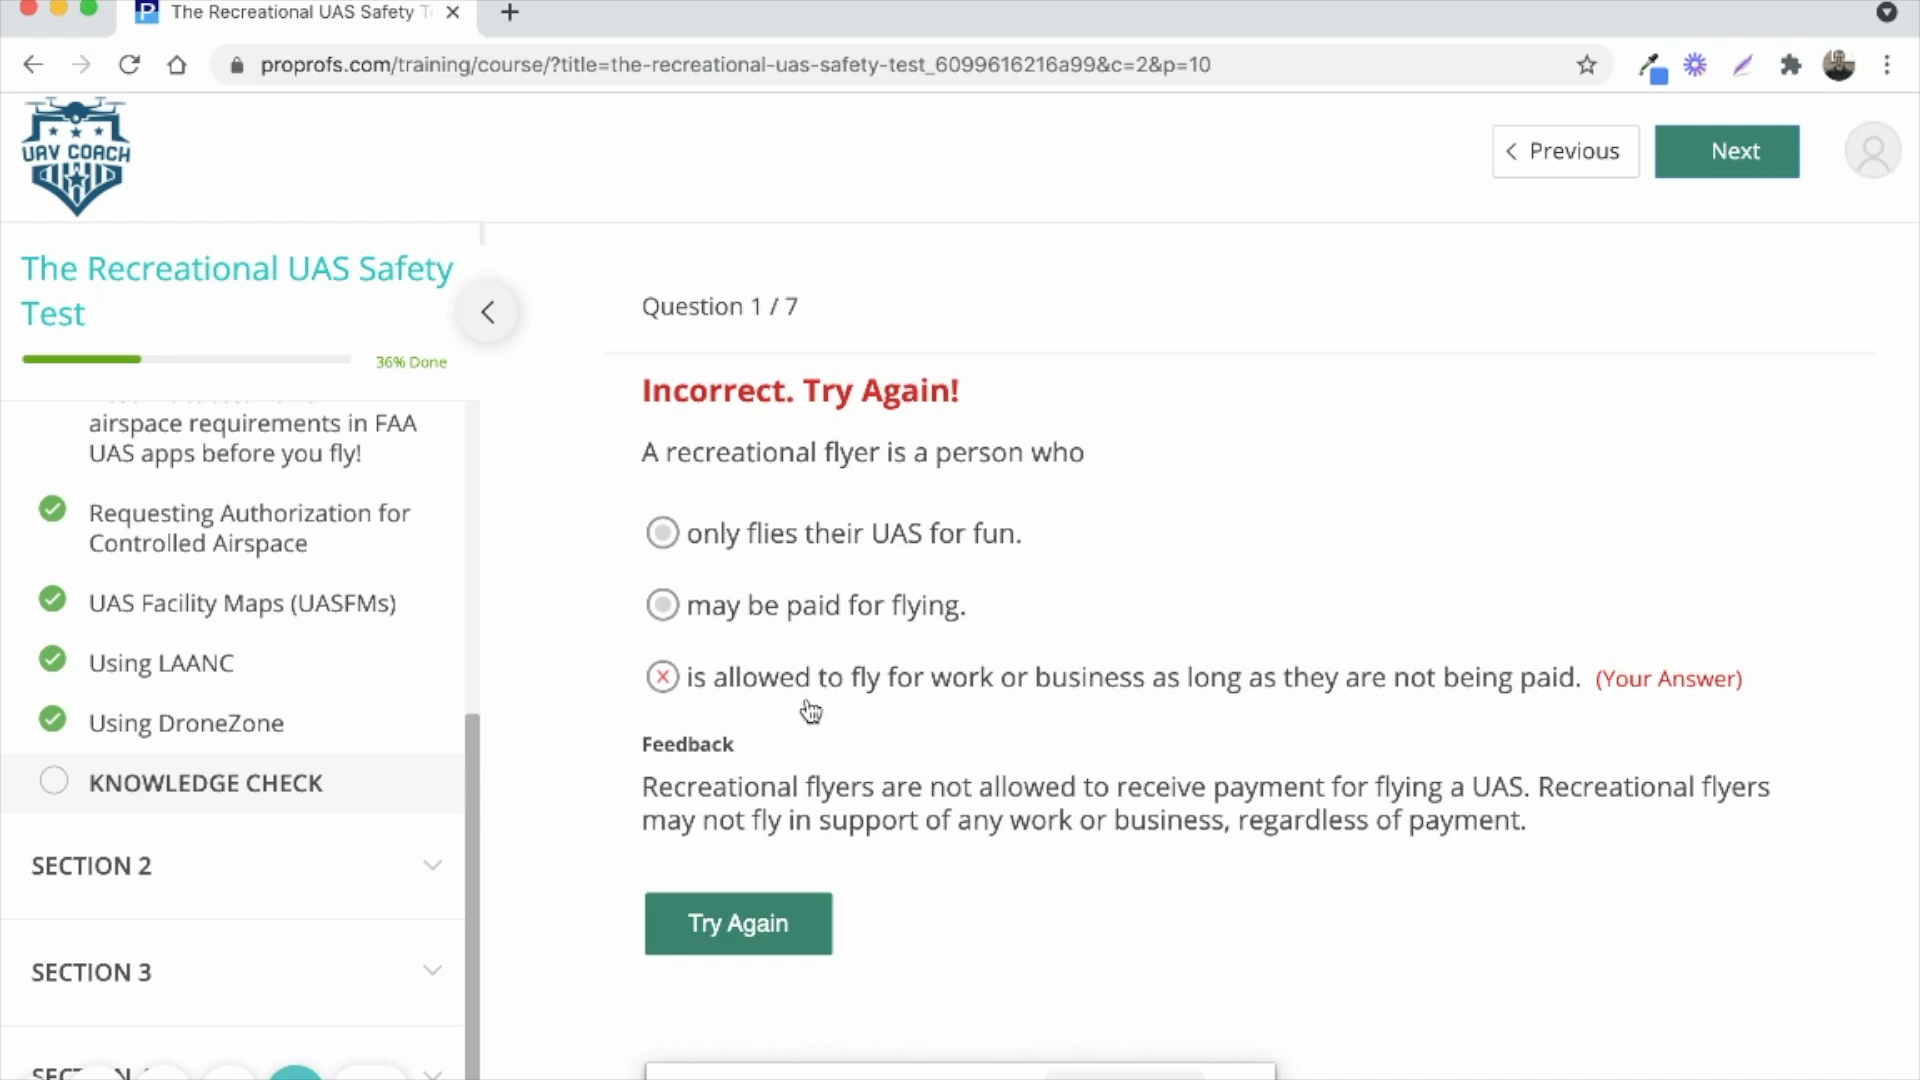 The Recreational UAS Safety
proprofs.com/training/course/?title=the-recreational-uas-safety-test_6099616216a99&c=2&p=10
UAV COACH
Previous
Next
The Recreational UAS Safety
Test
36% Done
airspace requirements in FAA
UAS apps before you fly!
Requesting Authorization for
Controlled Airspace
UAS Facility Maps (UASFMs)
Using LAANC
Using DroneZone
KNOWLEDGE CHECK
SECTION 2
SECTION 3
Question 1 / 7
Incorrect. Try Again!
A recreational flyer is a person who
only flies their UAS for fun.
may be paid for flying.
is allowed to fly for work or business as long as they are not being paid. (Your Answer)
Feedback
Recreational flyers are not allowed to receive payment for flying a UAS. Recreational flyers
may not fly in support of any work or business, regardless of payment.
Try Again